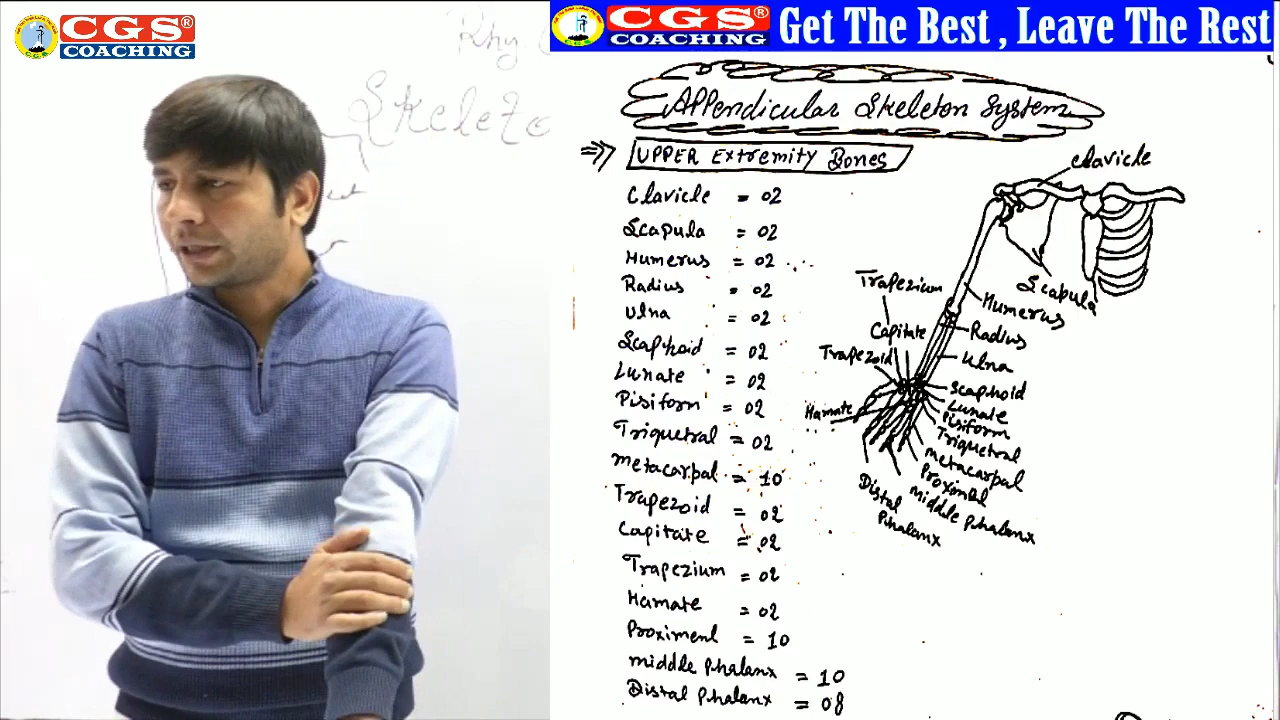 CGS®
COACHING
Skeleto
CGS®
COACHING
Get The Best , Leave The Rest
Appendicular Skeleton System
⇒ UPPER Extremity Bones
Clavicle = 02
Scapula = 02
Humerus = 02
Radius = 02
Ulna = 02
Scaphoid = 02
Lunate = 02
Pisiform = 02
Triquetral = 02
metacarpal = 10
Trapezoid = 02
Capitate = 02
Trapezium = 02
Hamate = 02
Proximenl = 10
middle Phalanx = 10
Distal Phalanx = 08
Clavicle
Scapula
Humerus
Trapezium
Capitate
Radius
Trapezoid
Ulna
Scaphoid
Hamate
Lunate
Pisiform
Triquetral
metacarpal
Proximal
middle Phalanx
Distal
Phalanx